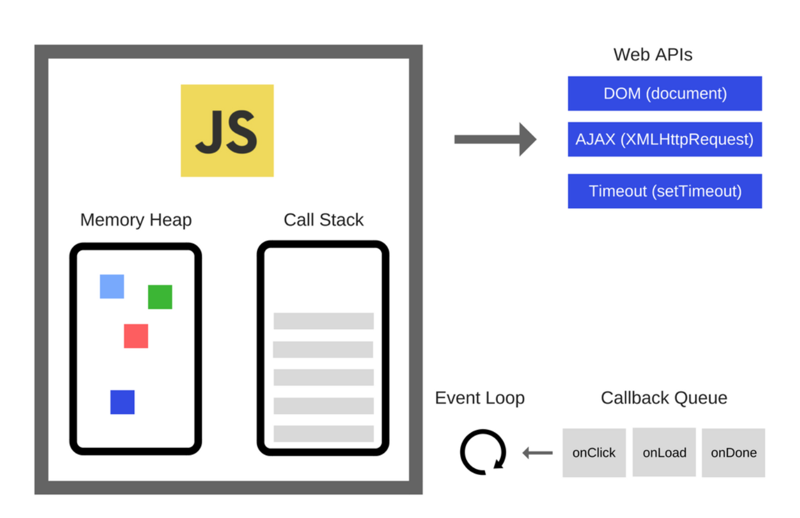 Web APIs
DOM (document)
JS
AJAX (XMLHttpRequest)
Timeout (setTimeout)
Memory Heap
Call Stack
Event Loop
Callback Queue
onClick
onLoad
onDone